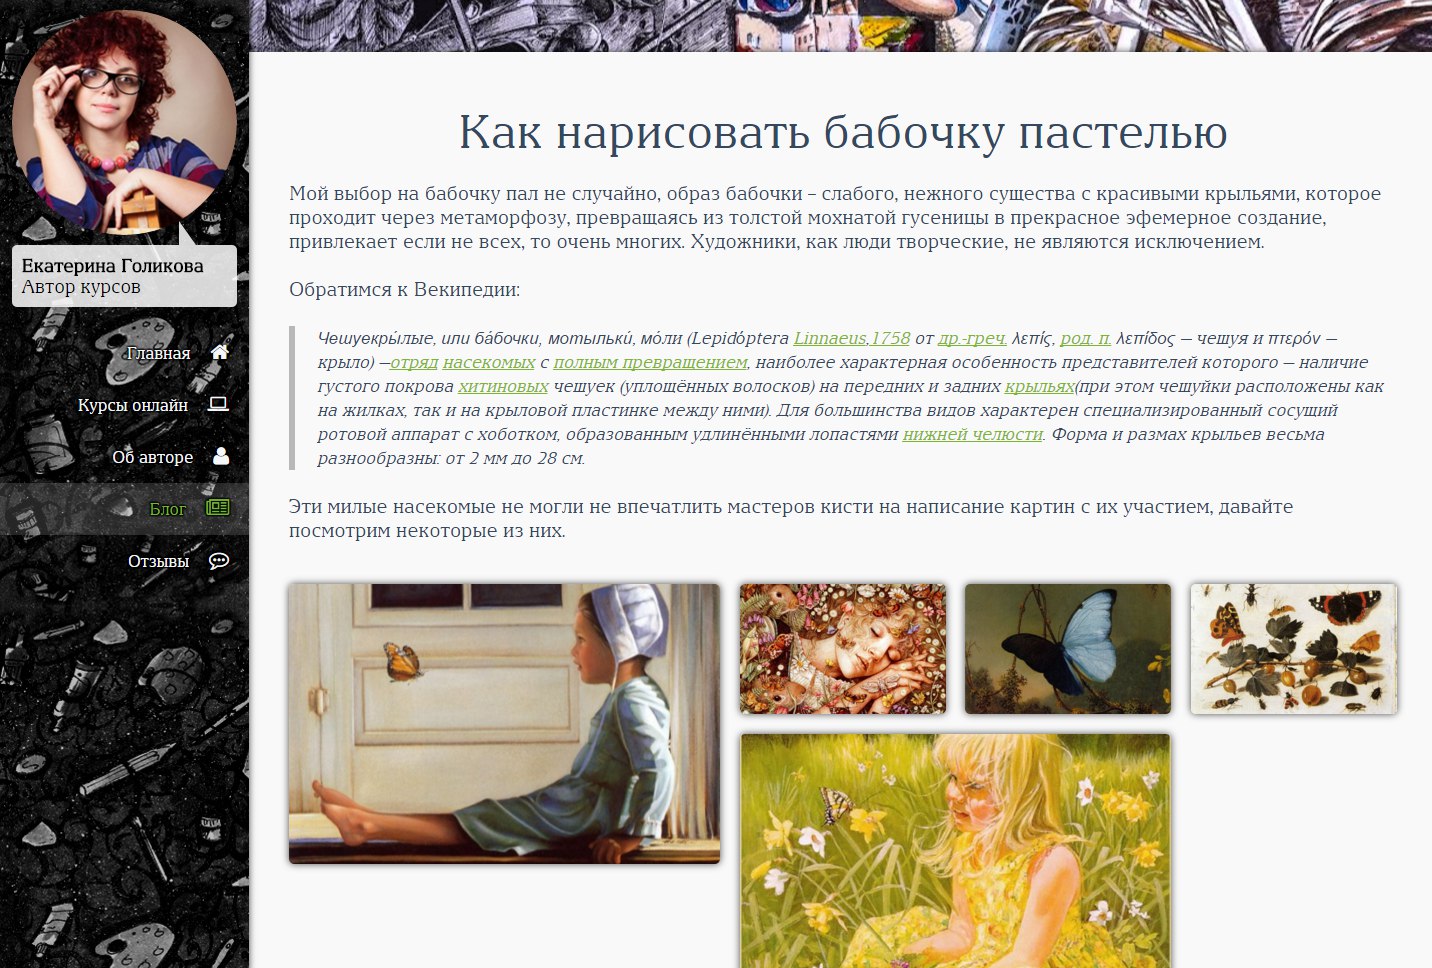 Екатерина Голикова
Автор курсов
Главная
Курсы онлайн
Об авторе
Блог
Отзывы
Как нарисовать бабочку пастелью
Мой выбор на бабочку пал не случайно, образ бабочки – слабого, нежного существа с красивыми крыльями, которое
проходит через метаморфозу, превращаясь из толстой мохнатой гусеницы в прекрасное эфемерное создание,
привлекает если не всех, то очень многих. Художники, как люди творческие, не являются исключением.
Обратимся к Векипедии:
Чешуекры́лые, или ба́бочки, мотыльки́, мо́ли (Lepidóptera Linnaeus,1758 от др.-греч. λεπίς, род. п. λεπίδος — чешуя и πτερόν —
крыло) —отряд насекомых с полным превращением, наиболее характерная особенность представителей которого — наличие
густого покрова хитиновых чешуек (уплощённых волосков) на передних и задних крыльях(при этом чешуйки расположены как
на жилках, так и на крыловой пластинке между ними). Для большинства видов характерен специализированный сосущий
ротовой аппарат с хоботком, образованным удлинёнными лопастями нижней челюсти. Форма и размах крыльев весьма
разнообразны: от 2 мм до 28 см.
Эти милые насекомые не могли не впечатлить мастеров кисти на написание картин с их участием, давайте
посмотрим некоторые из них.